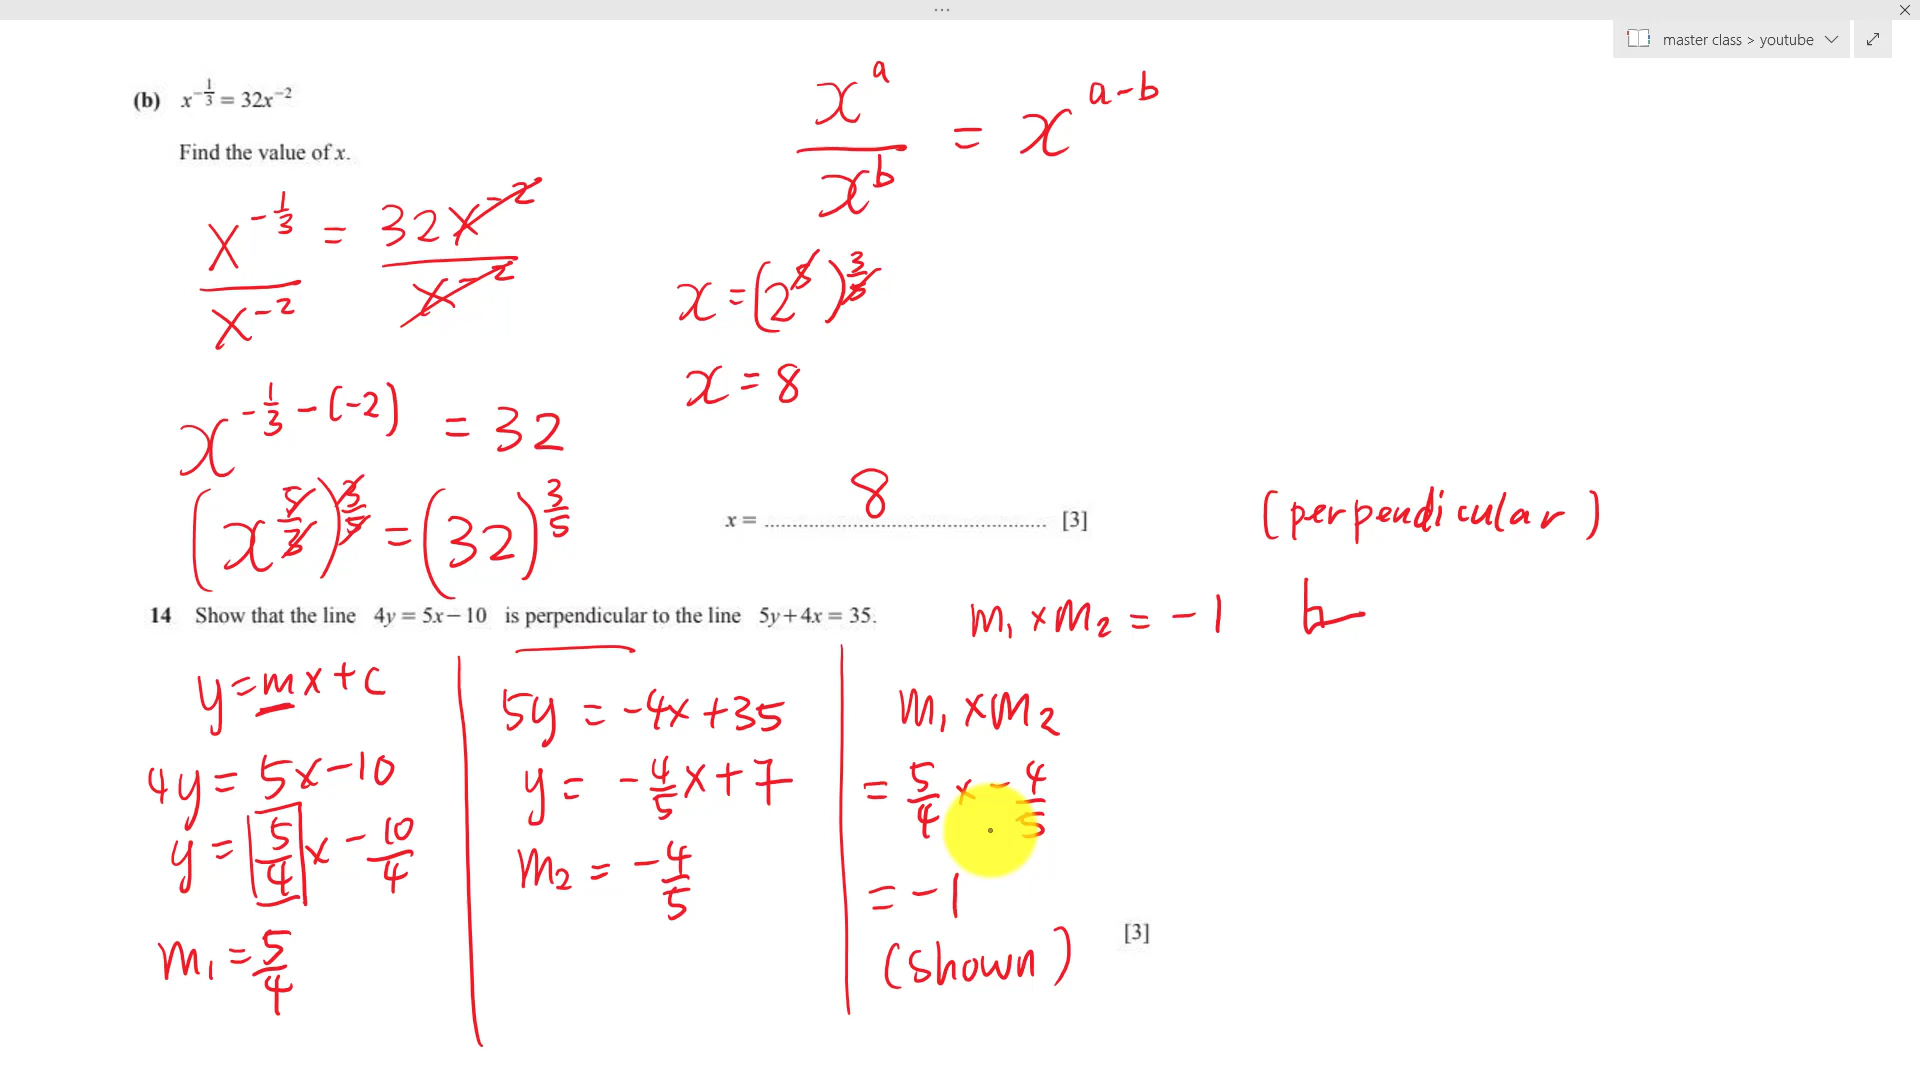 master class > youtube
(b) x^{-1/3} = 32x^{-2}
Find the value of x.
x^{-1/3} / x^{-2} = 32x^{-2} / x^{-2}
x^{-1/3 - (-2)} = 32
(x^{5/3})^{3/5} = (32)^{3/5}
x^a / x^b = x^{a-b}
x = (2^5)^{3/5}
x = 8
x = 8 [3]
(perpendicular)
14 Show that the line 4y = 5x – 10 is perpendicular to the line 5y + 4x = 35.
m₁ × m₂ = -1
y = mx + c
4y = 5x - 10
y = 5/4 x - 10/4
m₁ = 5/4
5y = -4x + 35
y = -4/5 x + 7
m₂ = -4/5
m₁ × m₂
= 5/4 × -4/5
= -1
(shown)
[3]